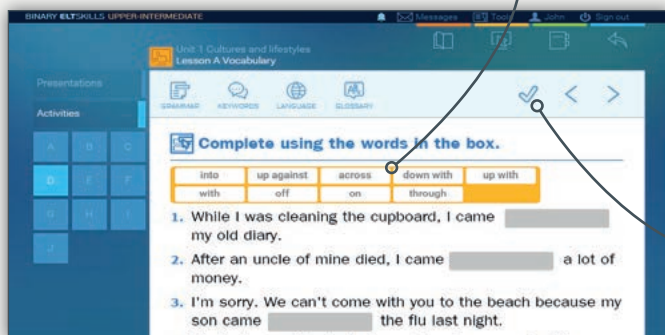 BINARY ELTSKILLS UPPER-INTERMEDIATE
Messages Tools John Sign out
Unit 1 Cultures and lifestyles
Lesson A Vocabulary
Presentations
Activities
A B C
D E F
G H I
J
GRAMMAR KEYWORDS LANGUAGE GLOSSARY
Complete using the words in the box.
into up against across down with up with
with off on through
1. While I was cleaning the cupboard, I came
my old diary.
2. After an uncle of mine died, I came a lot of
money.
3. I'm sorry. We can't come with you to the beach because my
son came the flu last night.